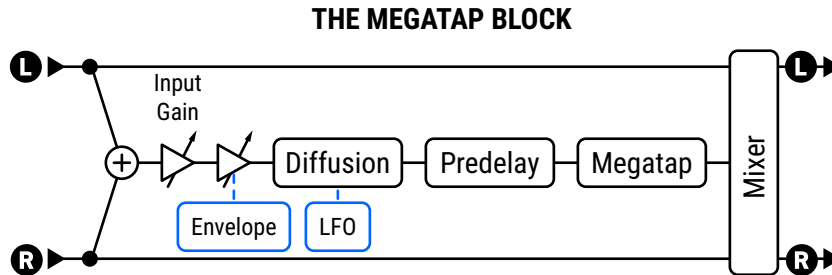 THE MEGATAP BLOCK
L
L
Input
Gain
+
Diffusion
Predelay
Megatap
Mixer
Envelope
LFO
R
R